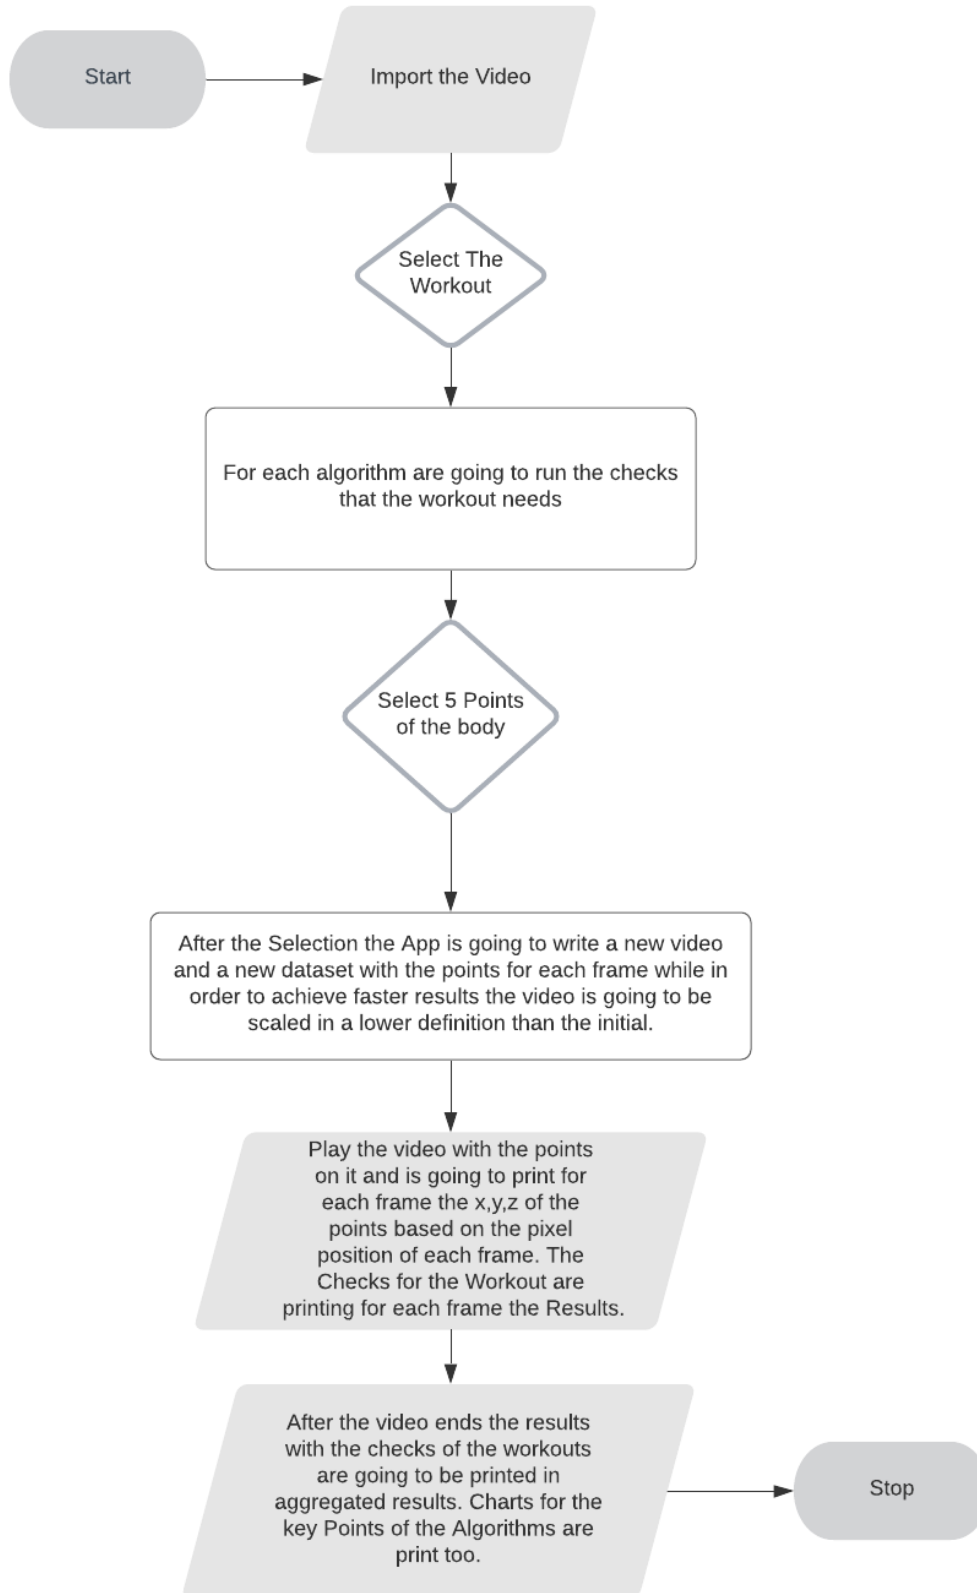 Start
Import the Video
Select The
Workout
For each algorithm are going to run the checks
that the workout needs
Select 5 Points
of the body
After the Selection the App is going to write a new video
and a new dataset with the points for each frame while in
order to achieve faster results the video is going to be
scaled in a lower definition than the initial.
Play the video with the points
on it and is going to print for
each frame the x,y,z of the
points based on the pixel
position of each frame. The
Checks for the Workout are
printing for each frame the Results.
After the video ends the results
with the checks of the workouts
are going to be printed in
aggregated results. Charts for the
key Points of the Algorithms are
print too.
Stop